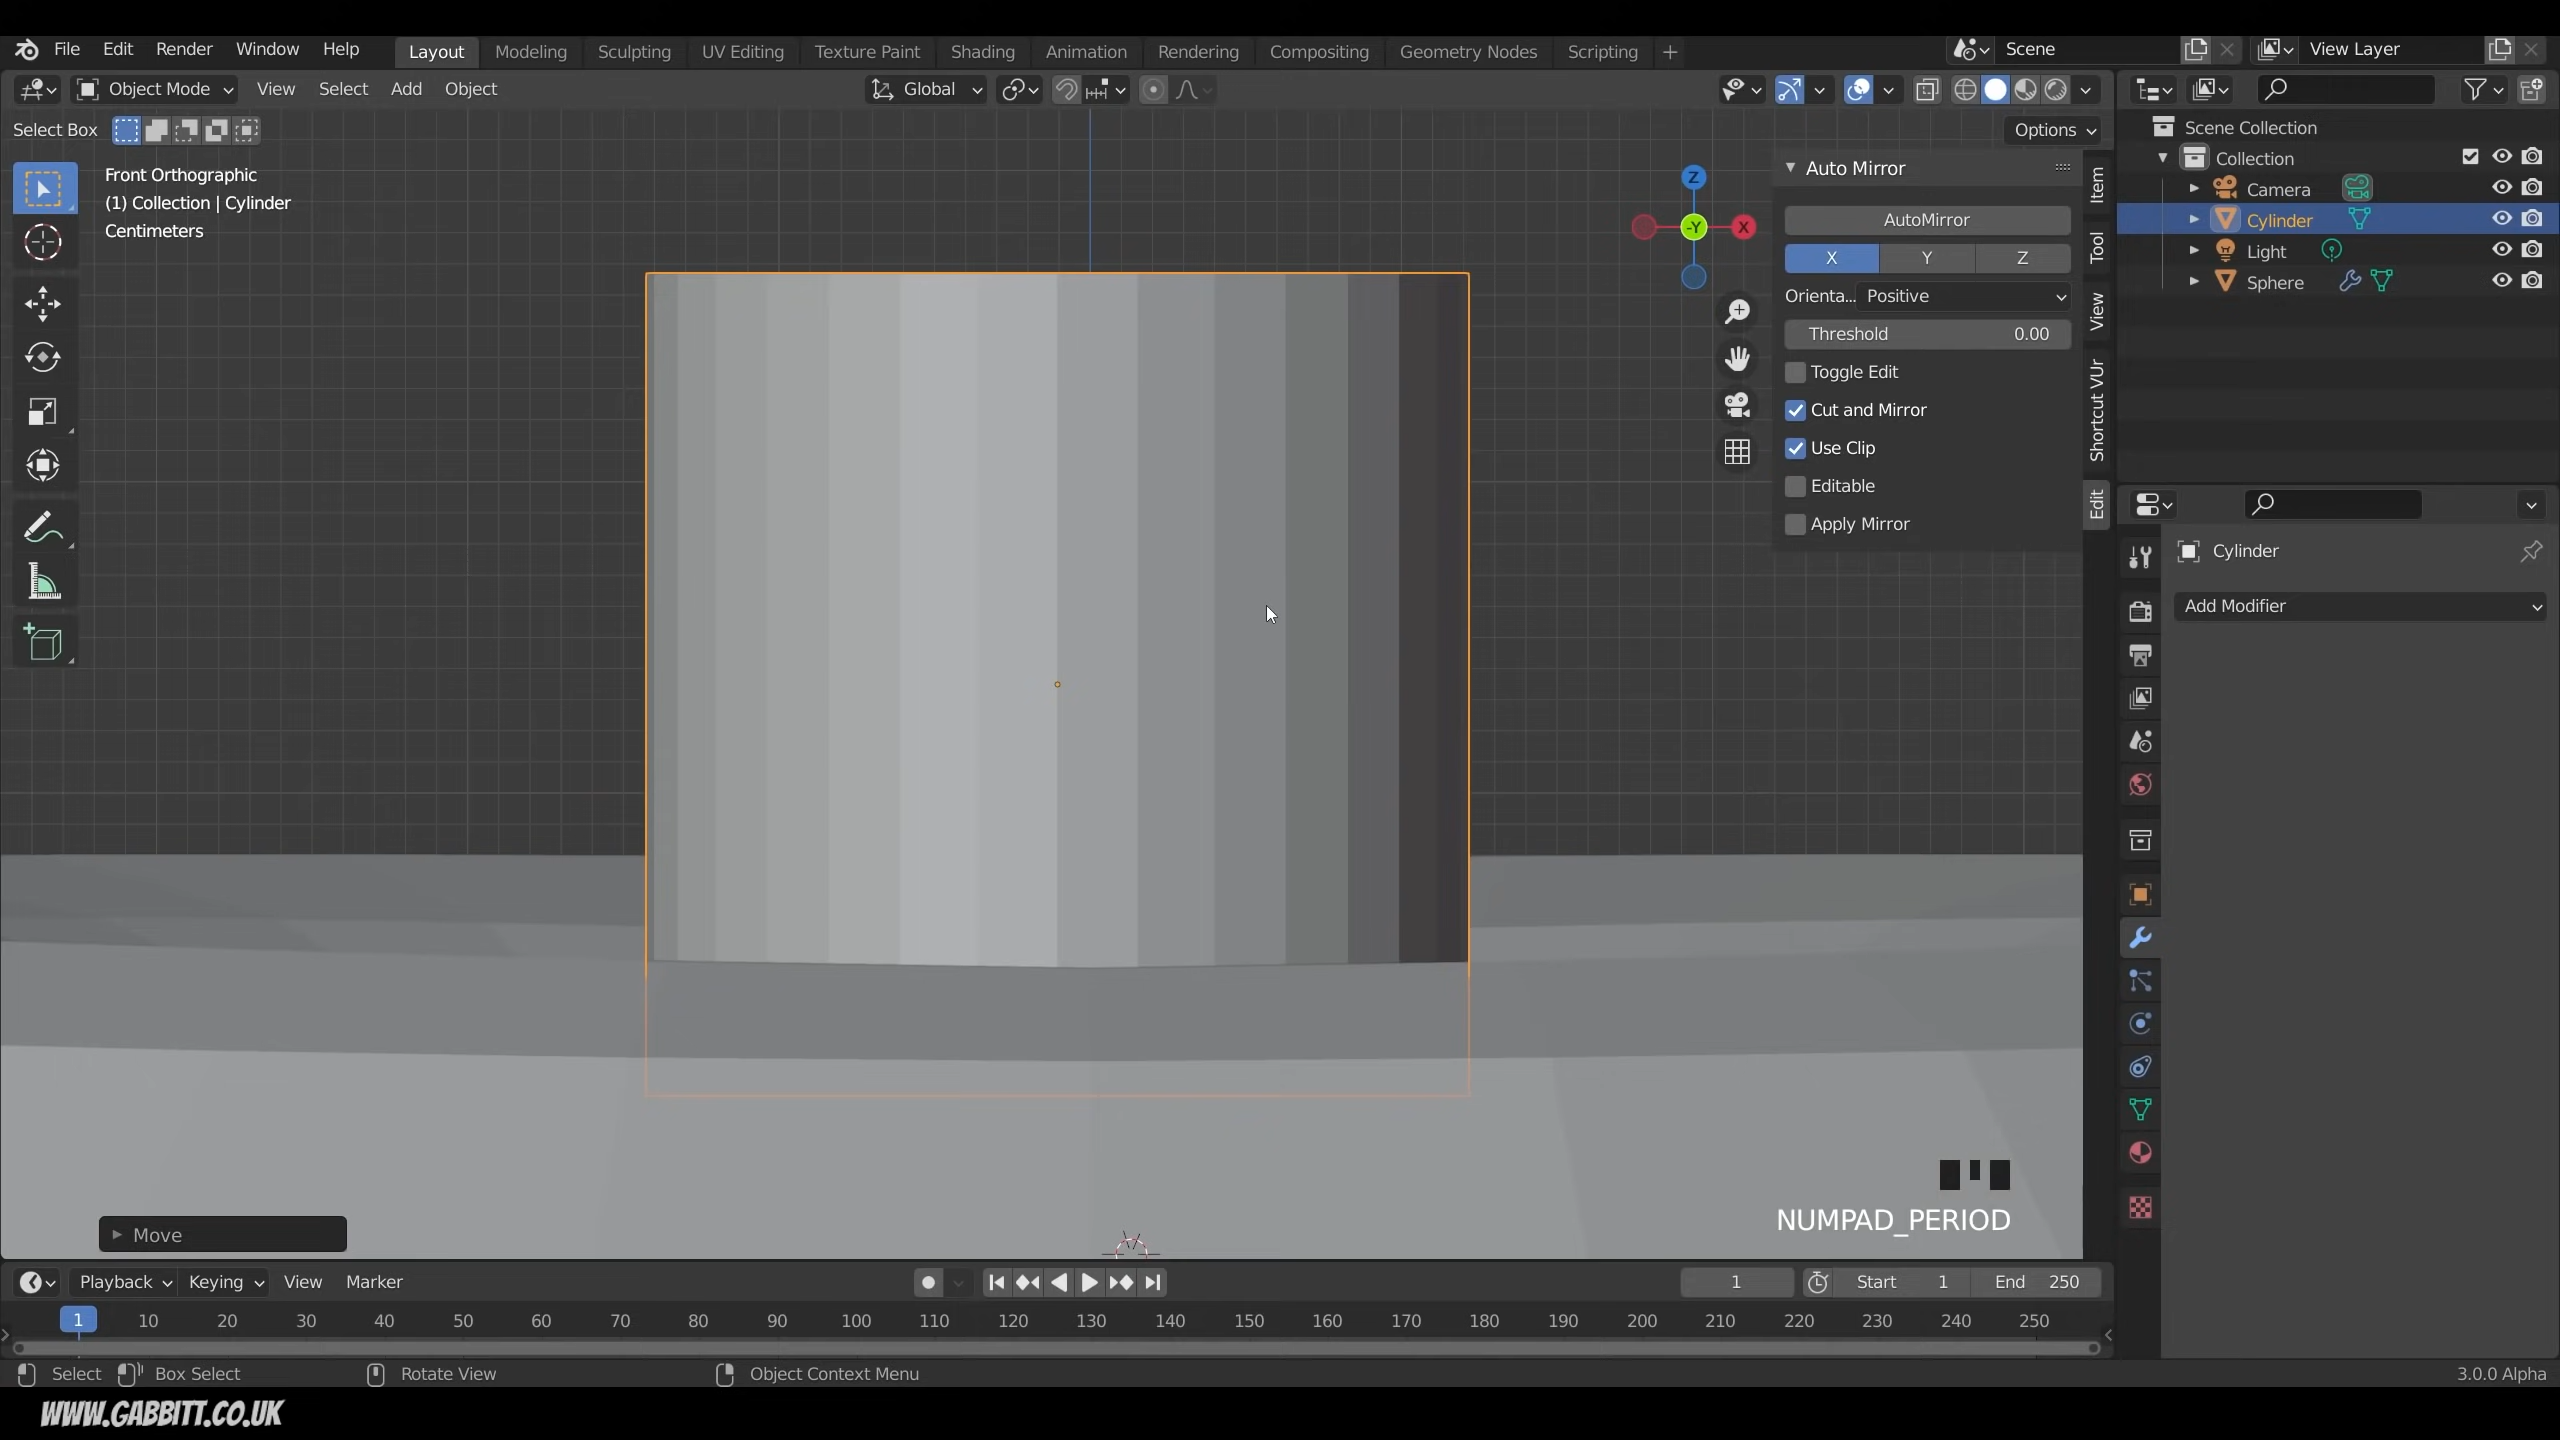 File Edit Render Window Help Layout Modeling Sculpting UV Editing Texture Paint Shading Animation Rendering Compositing Geometry Nodes Scripting + Scene View Layer
Object Mode View Select Add Object Global
Select Box Options
Front Orthographic
(1) Collection | Cylinder
Centimeters
Z
-Y
X
Auto Mirror
AutoMirror
X Y Z
Orienta... Positive
Threshold 0.00
Toggle Edit
Cut and Mirror
Use Clip
Editable
Apply Mirror
Item
Tool
View
Shortcut VUr
Edit
Scene Collection
Collection
Camera
Cylinder
Light
Sphere
Cylinder
Add Modifier
NUMPAD_PERIOD
Move
Playback Keying View Marker 1 Start 1 End 250
1 10 20 30 40 50 60 70 80 90 100 110 120 130 140 150 160 170 180 190 200 210 220 230 240 250
Select Box Select Rotate View Object Context Menu 3.0.0 Alpha
WWW.GABBITT.CO.UK